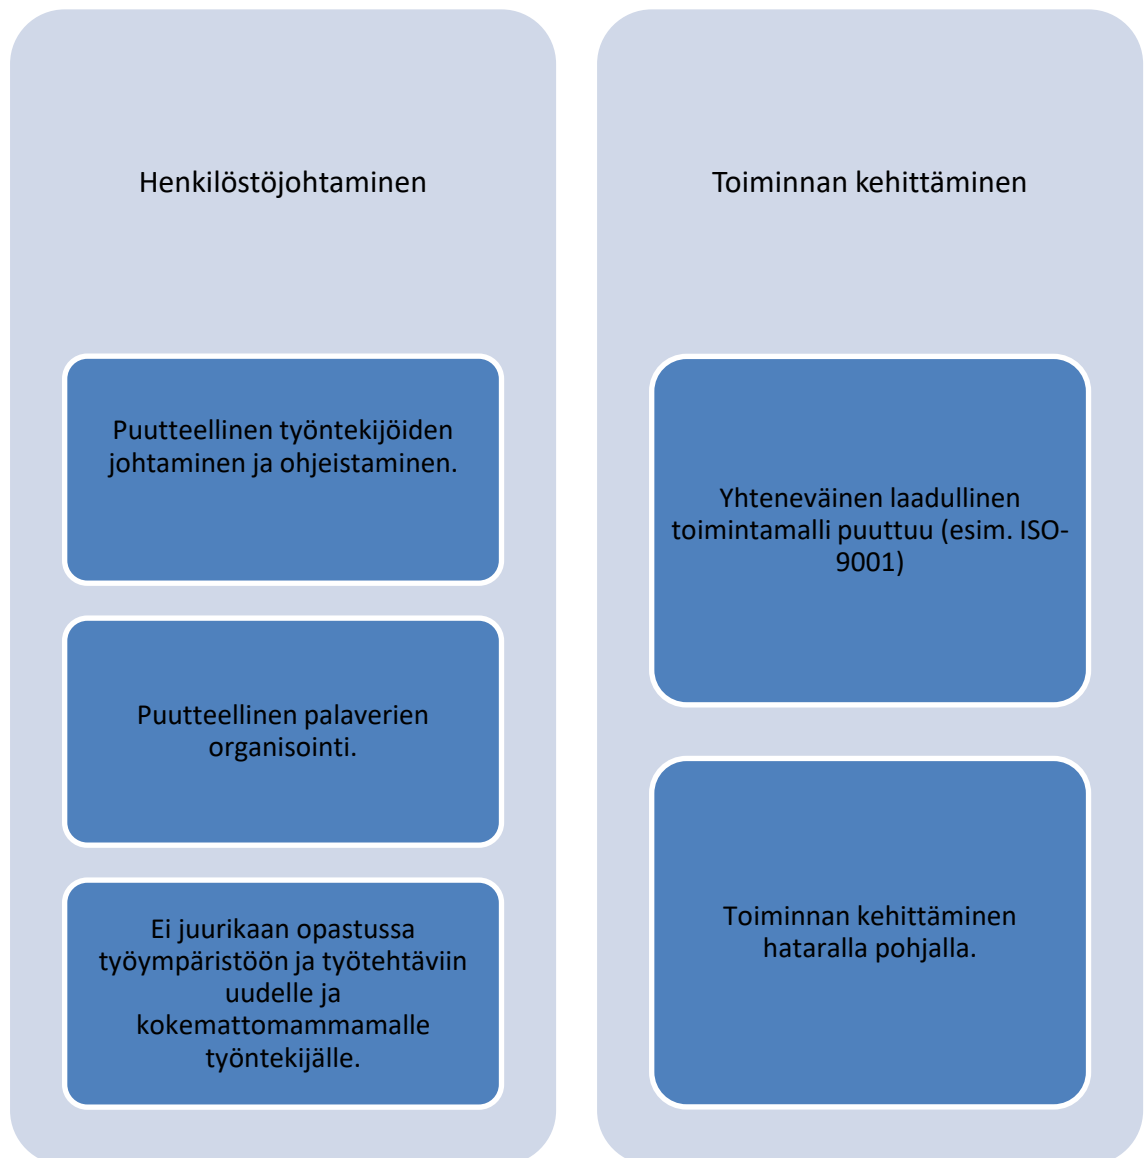 Henkilöstöjohtaminen
Puutteellinen työntekijöiden
johtaminen ja ohjeistaminen.
Puutteellinen palaverien
organisointi.
Ei juurikaan opastussa
työympäristöön ja työtehtäviin
uudelle ja
kokemattomammamalle
työntekijälle.
Toiminnan kehittäminen
Yhteneväinen laadullinen
toimintamalli puuttuu (esim. ISO-
9001)
Toiminnan kehittäminen
hataralla pohjalla.